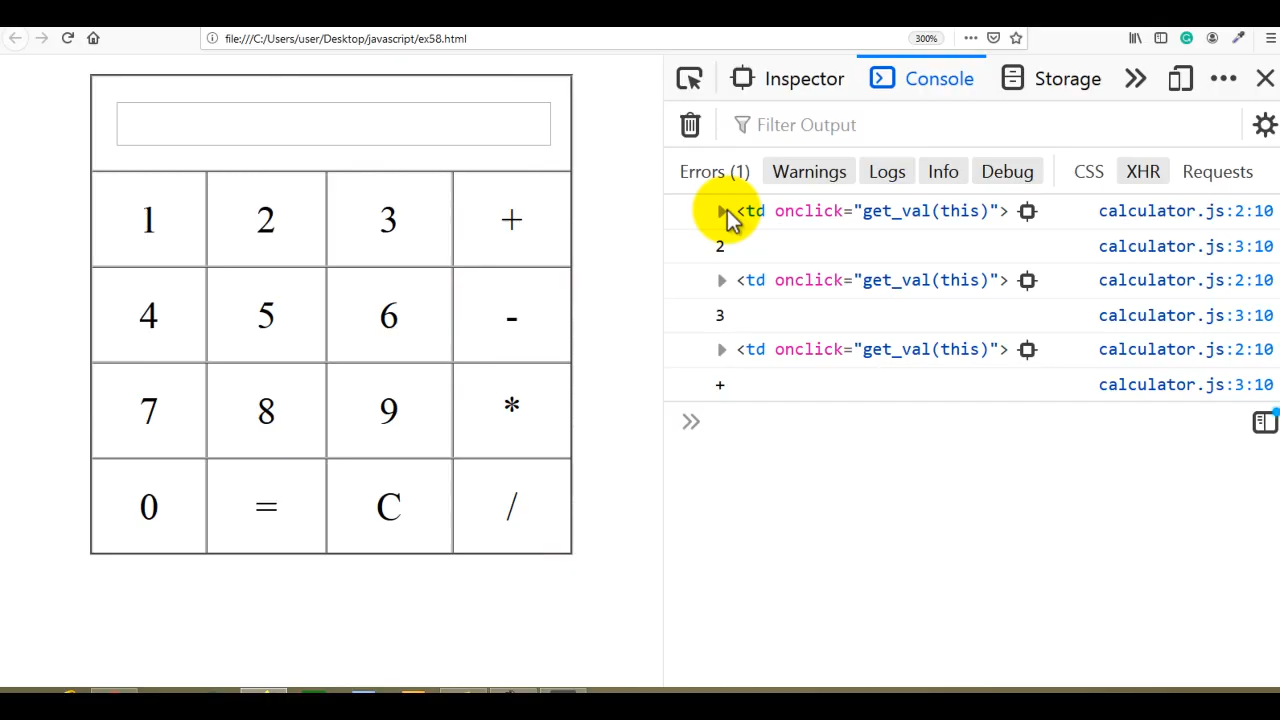 file:///C:/Users/user/Desktop/javascript/ex58.html
300%
Inspector
Console
Storage
Filter Output
Errors (1)
Warnings
Logs
Info
Debug
CSS
XHR
Requests
<td onclick="get_val(this)">
calculator.js:2:10
2
calculator.js:3:10
<td onclick="get_val(this)">
calculator.js:2:10
3
calculator.js:3:10
<td onclick="get_val(this)">
calculator.js:2:10
+
calculator.js:3:10
1 2 3 +
4 5 6 -
7 8 9 *
0 = C /